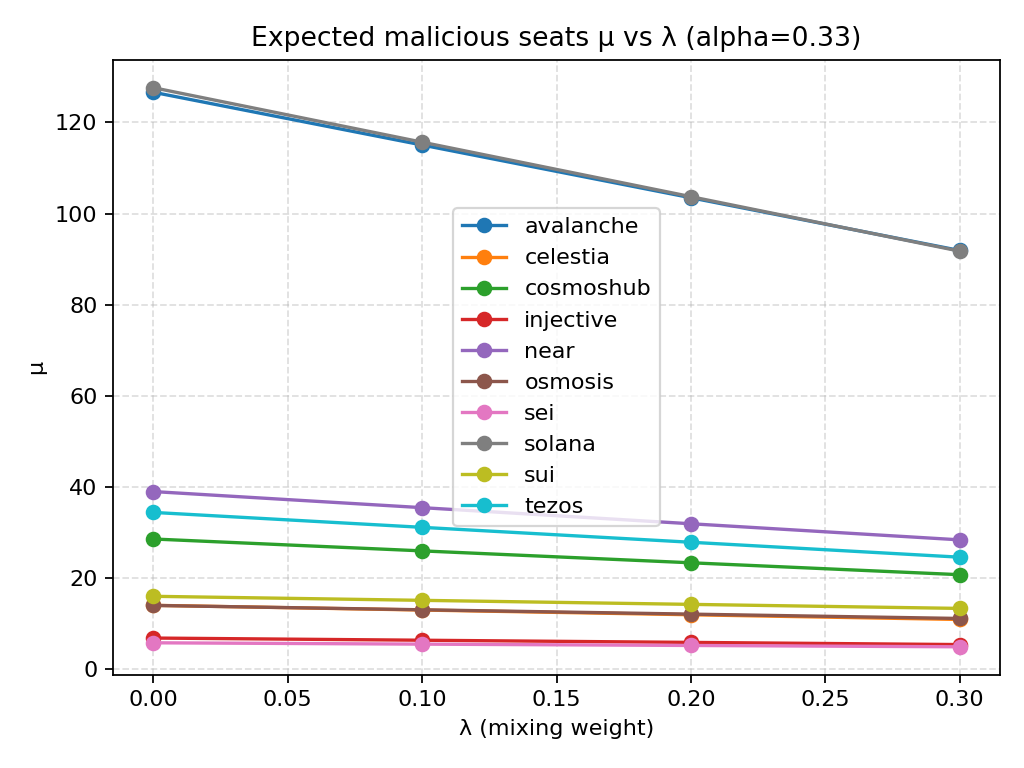 Expected malicious seats μ vs λ (alpha=0.33)
120
100
80
60
40
20
0
μ
avalanche
celestia
cosmoshub
injective
near
osmosis
sei
solana
sui
tezos
0.00 0.05 0.10 0.15 0.20 0.25 0.30
λ (mixing weight)